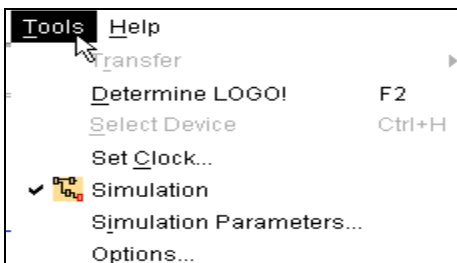 Tools Help
Transfer
Determine LOGO! F2
Select Device Ctrl+H
Set Clock...
Simulation
Simulation Parameters...
Options...